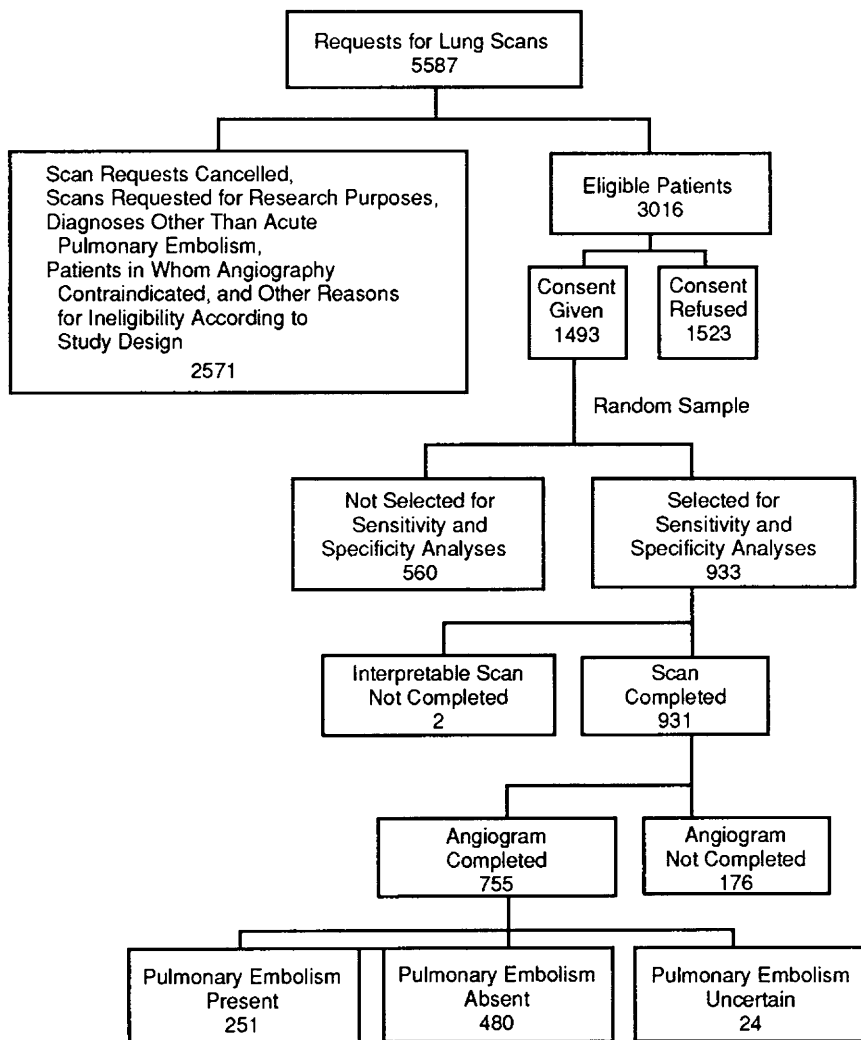 Requests for Lung Scans
5587
Scan Requests Cancelled,
Scans Requested for Research Purposes,
Diagnoses Other Than Acute
Pulmonary Embolism,
Patients in Whom Angiography
Contraindicated, and Other Reasons
for Ineligibility According to
Study Design
2571
Eligible Patients
3016
Consent
Given
1493
Consent
Refused
1523
Random Sample
Not Selected for
Sensitivity and
Specificity Analyses
560
Selected for
Sensitivity and
Specificity Analyses
933
Interpretable Scan
Not Completed
2
Scan
Completed
931
Angiogram
Completed
755
Angiogram
Not Completed
176
Pulmonary Embolism
Present
251
Pulmonary Embolism
Absent
480
Pulmonary Embolism
Uncertain
24